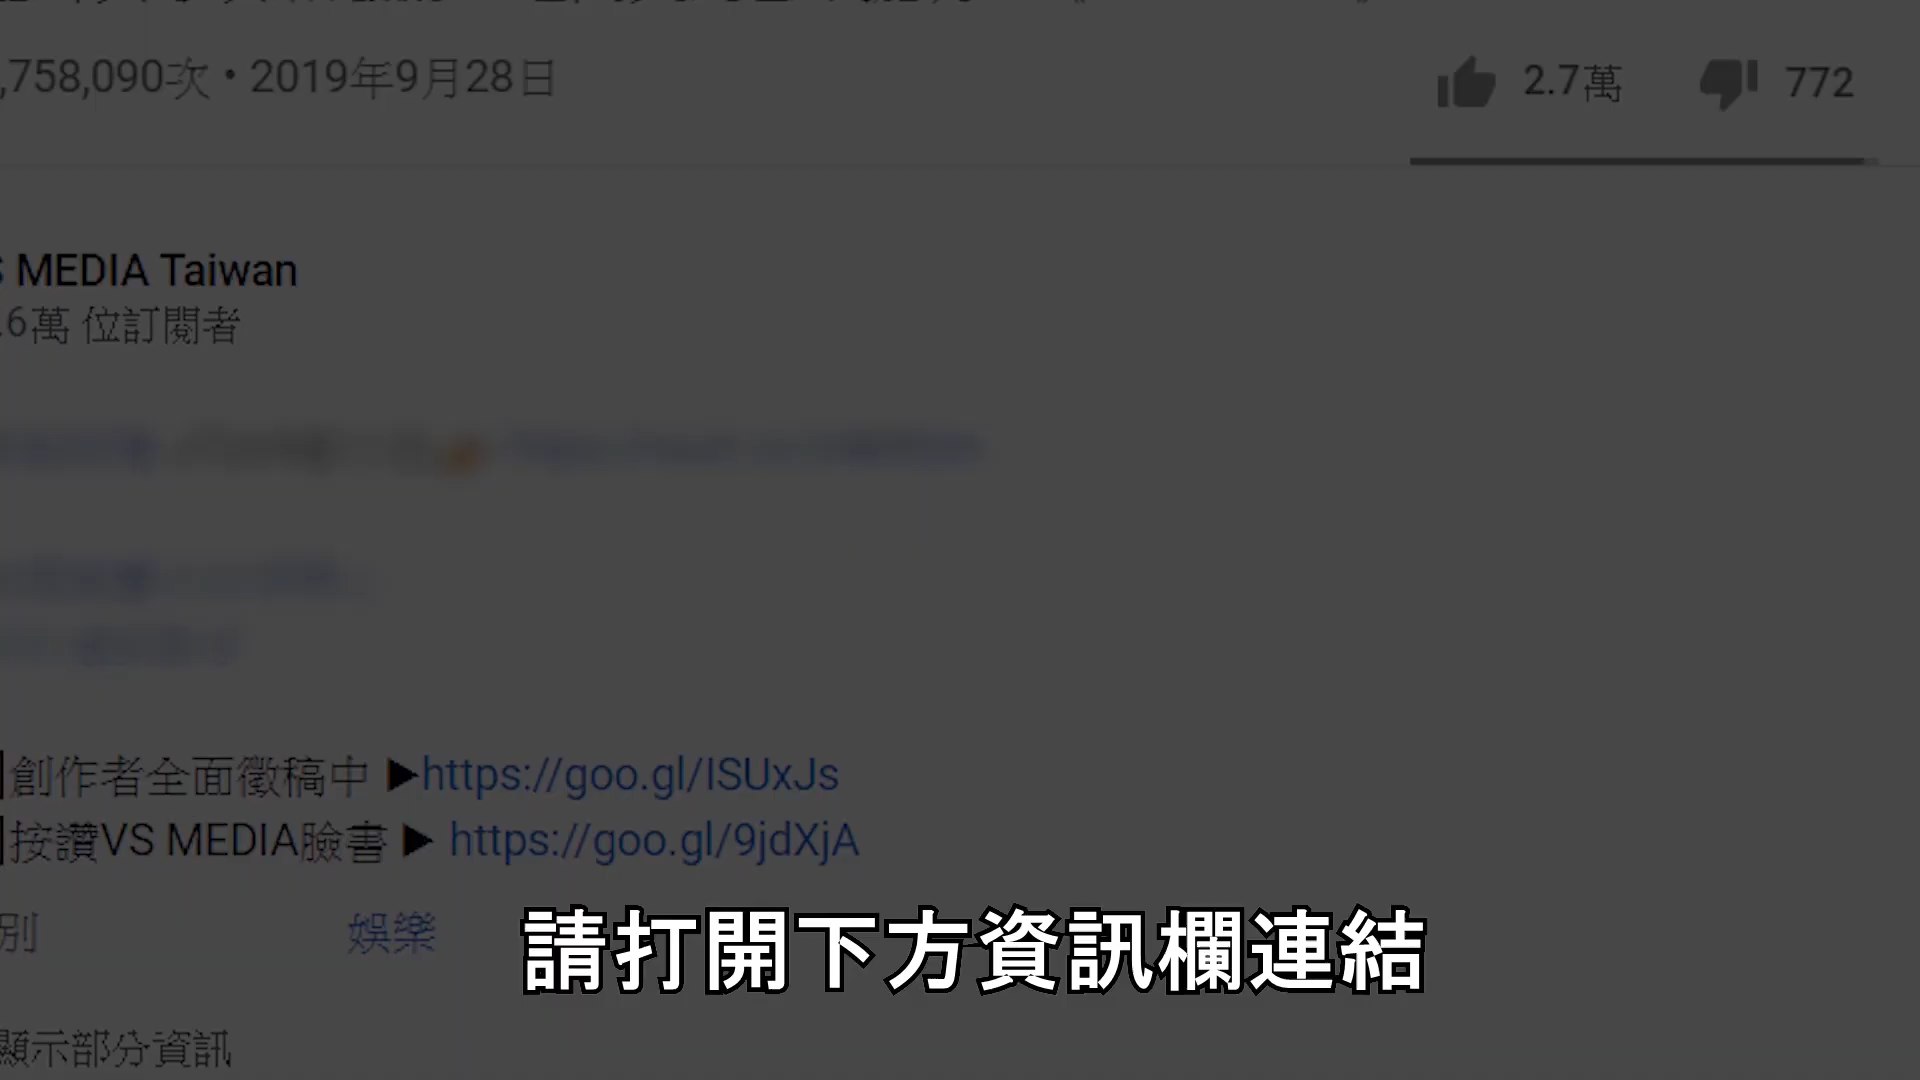 ,758,090次 • 2019年9月28日
2.7萬 772
MEDIA Taiwan
.6萬 位訂閱者
創作者全面徵稿中 ▶https://goo.gl/ISUxJs
按讚VS MEDIA臉書 ▶ https://goo.gl/9jdXjA
別 娛樂
請打開下方資訊欄連結
顯示部分資訊